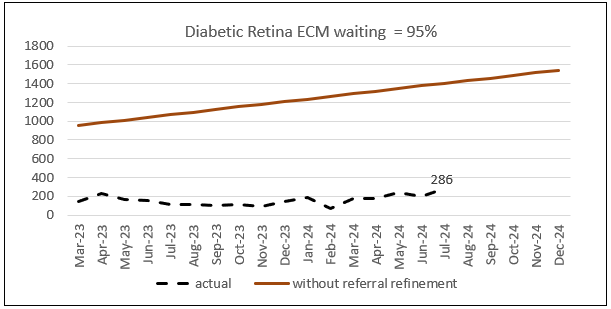 Diabetic Retina ECM waiting = 95%
1800
1600
1400
1200
1000
800
600
400
200
0
286
Mar-23
Apr-23
May-23
Jun-23
Jul-23
Aug-23
Sep-23
Oct-23
Nov-23
Dec-23
Jan-24
Feb-24
Mar-24
Apr-24
May-24
Jun-24
Jul-24
Aug-24
Sep-24
Oct-24
Nov-24
Dec-24
actual
without referral refinement